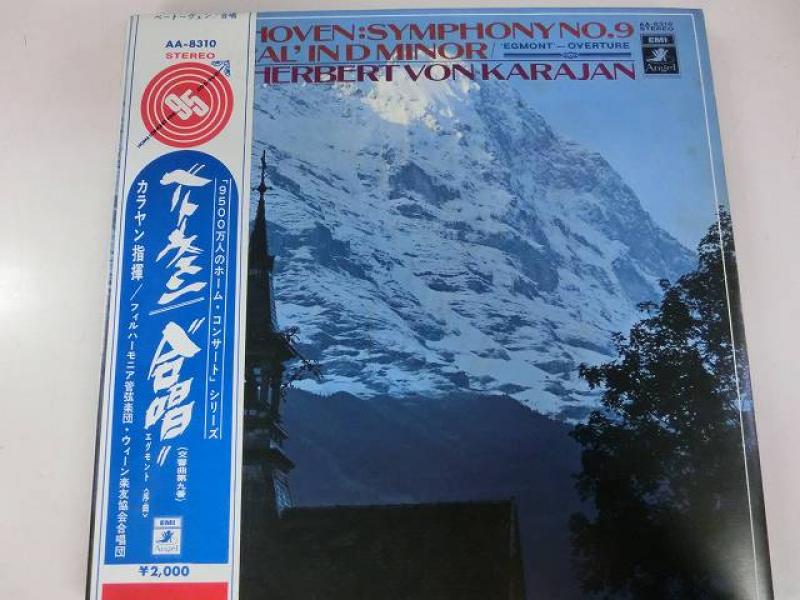 ベートーヴェン/合唱
AA-8310
STEREO
95
「9500万人のホーム・コンサート」シリーズ
ベートーヴェン
"合唱"
(交響曲第九番)
エグモント〈序曲〉
カラヤン指揮/フィルハーモニア管弦楽団・ウィーン楽友協会合唱団
EMI
Angel
¥2,000
HOVEN:SYMPHONY NO.9
AL' IN D MINOR/'EGMONT'-OVERTURE
HERBERT VON KARAJAN
AA-8310
STEREO
EMI
Angel